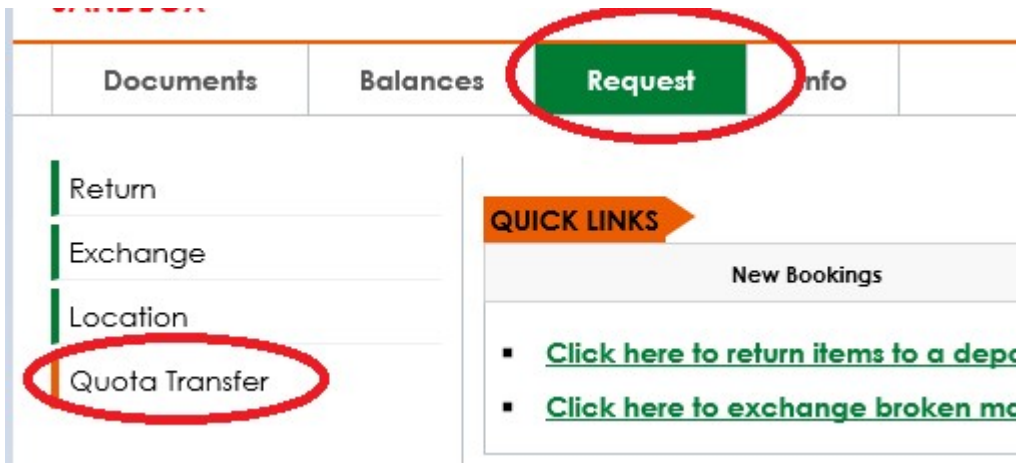 Documents Balances Request Info
Return
Exchange
Location
Quota Transfer
QUICK LINKS
New Bookings
Click here to return items to a depo
Click here to exchange broken ma